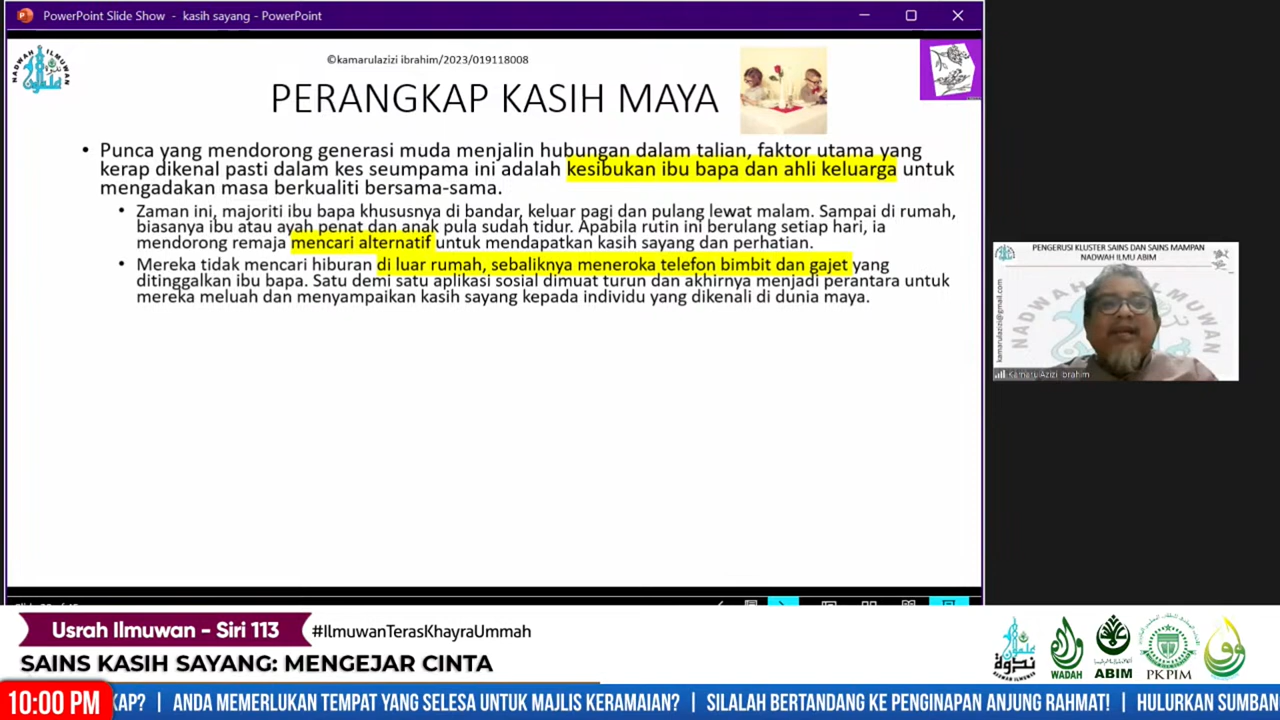 PowerPoint Slide Show - kasih sayang - PowerPoint
NADWAH ILMUWAN
©kamarulazizi ibrahim/2023/019118008
PERANGKAP KASIH MAYA
• Punca yang mendorong generasi muda menjalin hubungan dalam talian, faktor utama yang
kerap dikenal pasti dalam kes seumpama ini adalah kesibukan ibu bapa dan ahli keluarga untuk
mengadakan masa berkualiti bersama-sama.
• Zaman ini, majoriti ibu bapa khususnya di bandar, keluar pagi dan pulang lewat malam. Sampai di rumah,
biasanya ibu atau ayah penat dan anak pula sudah tidur. Apabila rutin ini berulang setiap hari, ia
mendorong remaja mencari alternatif untuk mendapatkan kasih sayang dan perhatian.
• Mereka tidak mencari hiburan di luar rumah, sebaliknya meneroka telefon bimbit dan gajet yang
ditinggalkan ibu bapa. Satu demi satu aplikasi sosial dimuat turun dan akhirnya menjadi perantara untuk
mereka meluah dan menyampaikan kasih sayang kepada individu yang dikenali di dunia maya.
PENGERUSI KLUSTER SAINS DAN SAINS MAMPAN
NADWAH ILMU ABIM
kamarulazizi@gmail.com
NADWAH ILMUWAN
Kamarul Azizi Ibrahim
Usrah Ilmuwan - Siri 113
#IlmuwanTerasKhayraUmmah
SAINS KASIH SAYANG: MENGEJAR CINTA
WADAH
ABIM
PKPIM
10:00 PM
KAP? | ANDA MEMERLUKAN TEMPAT YANG SELESA UNTUK MAJLIS KERAMAIAN? | SILALAH BERTANDANG KE PENGINAPAN ANJUNG RAHMAT! | HULURKAN SUMBAN